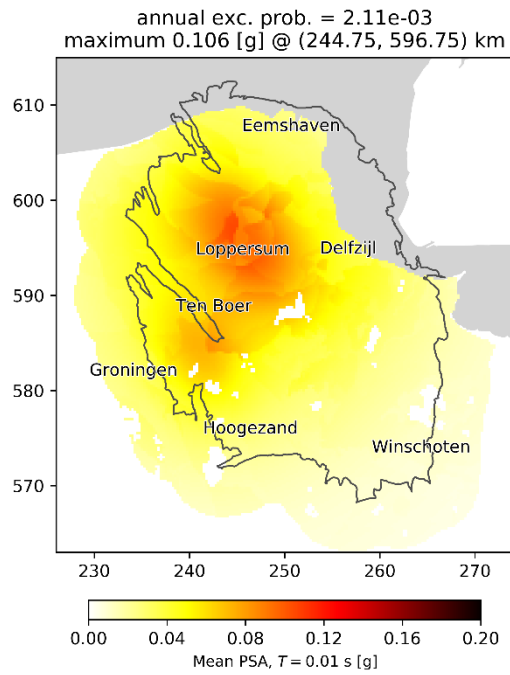 annual exc. prob. = 2.11e-03
maximum 0.106 [g] @ (244.75, 596.75) km
610
Eemshaven
600
Loppersum Delfzijl
590
Ten Boer
580
Groningen
Hoogezand
Winschoten
570
230 240 250 260 270
0.00 0.04 0.08 0.12 0.16 0.20
Mean PSA, T = 0.01 s [g]